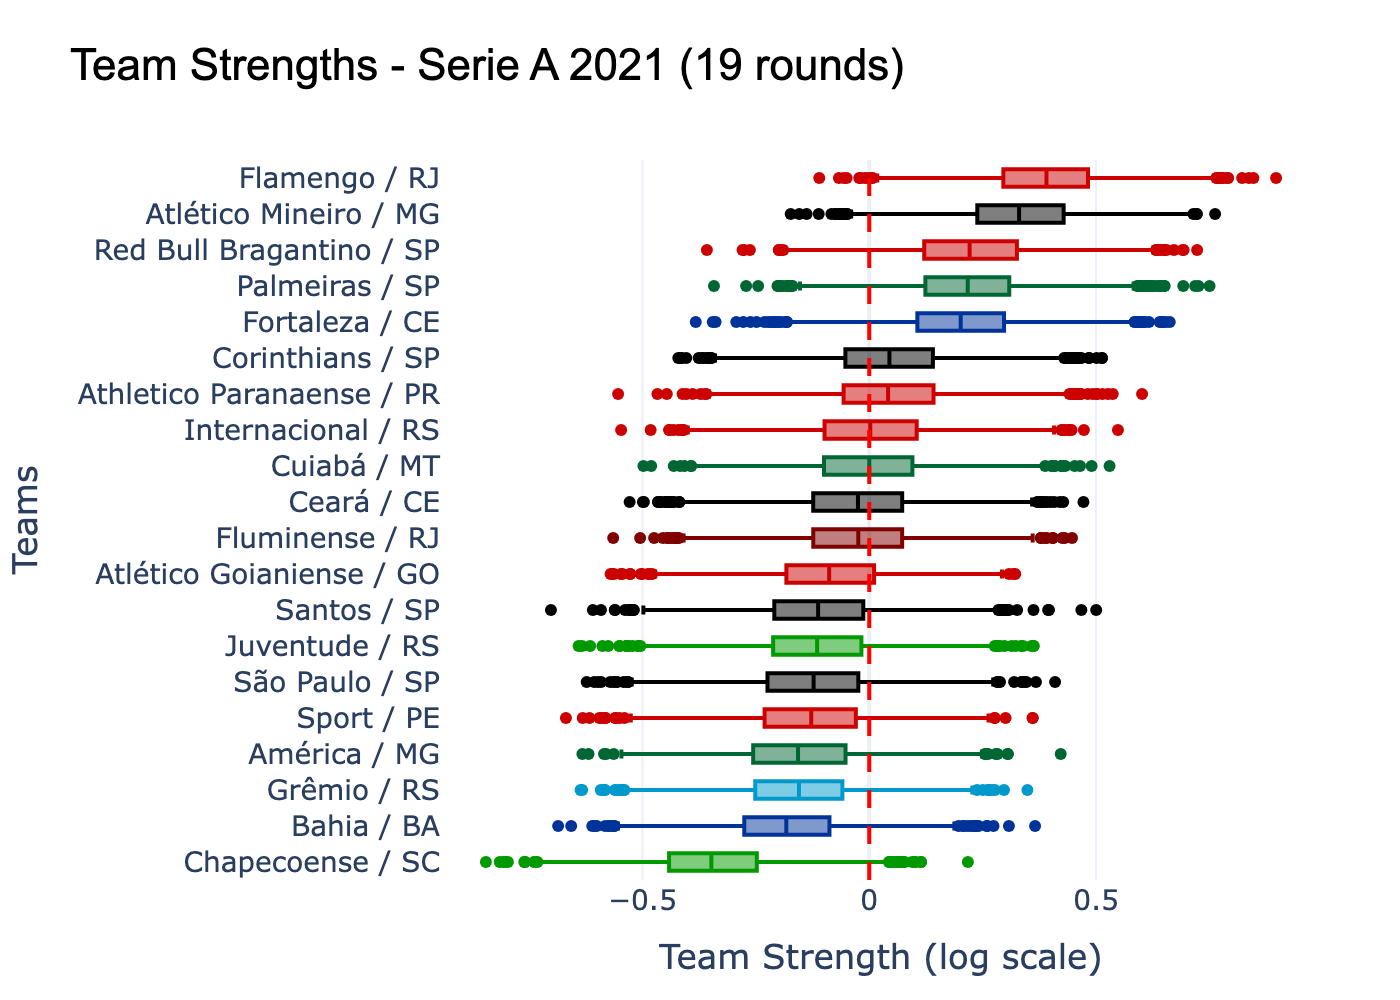 Team Strengths - Serie A 2021 (19 rounds)
Teams
Flamengo / RJ
Atlético Mineiro / MG
Red Bull Bragantino / SP
Palmeiras / SP
Fortaleza / CE
Corinthians / SP
Athletico Paranaense / PR
Internacional / RS
Cuiabá / MT
Ceará / CE
Fluminense / RJ
Atlético Goianiense / GO
Santos / SP
Juventude / RS
São Paulo / SP
Sport / PE
América / MG
Grêmio / RS
Bahia / BA
Chapecoense / SC
−0.5 0 0.5
Team Strength (log scale)